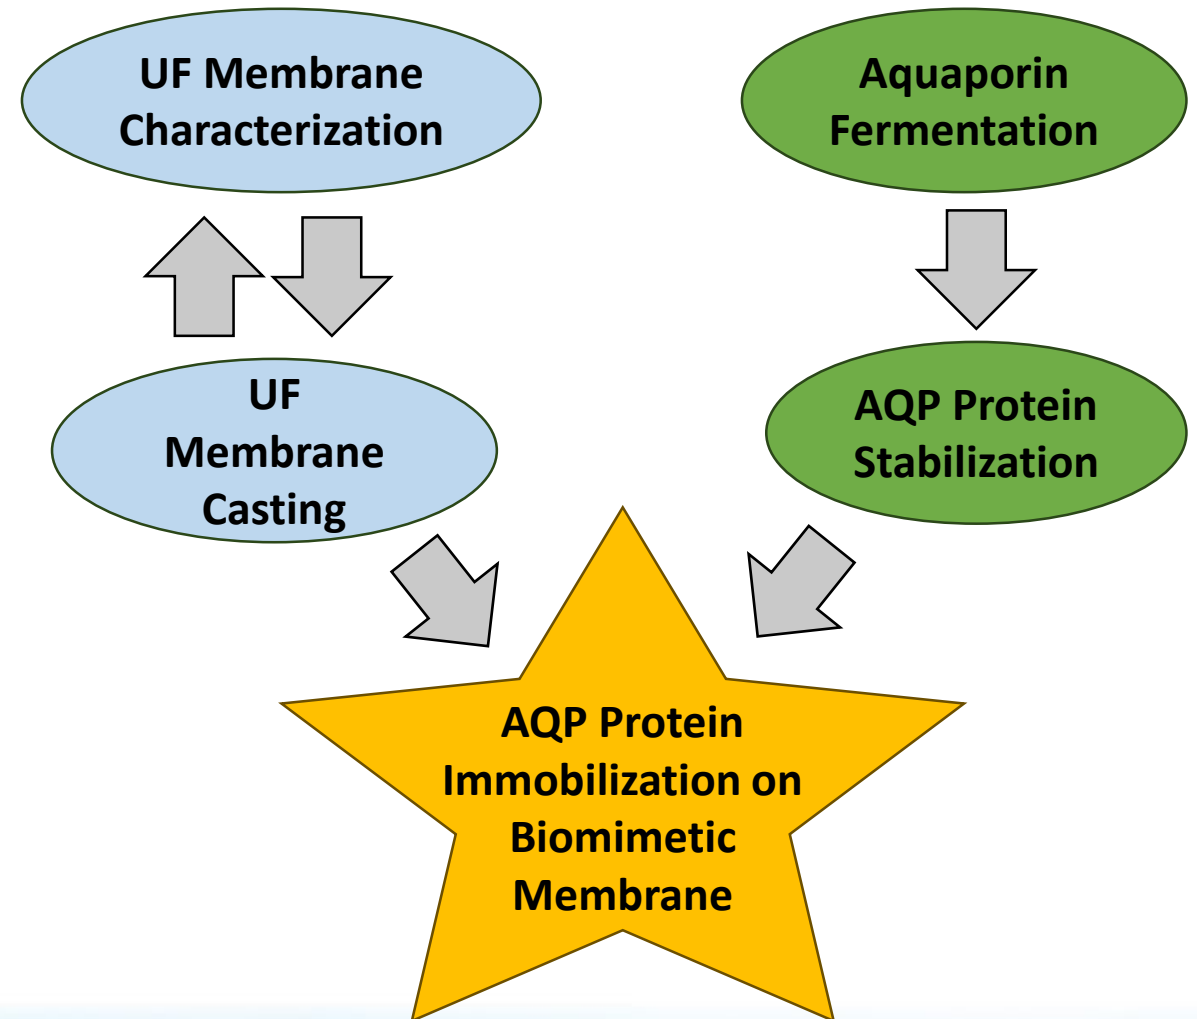 UF Membrane
Characterization
Aquaporin
Fermentation
UF
Membrane
Casting
AQP Protein
Stabilization
AQP Protein
Immobilization on
Biomimetic
Membrane